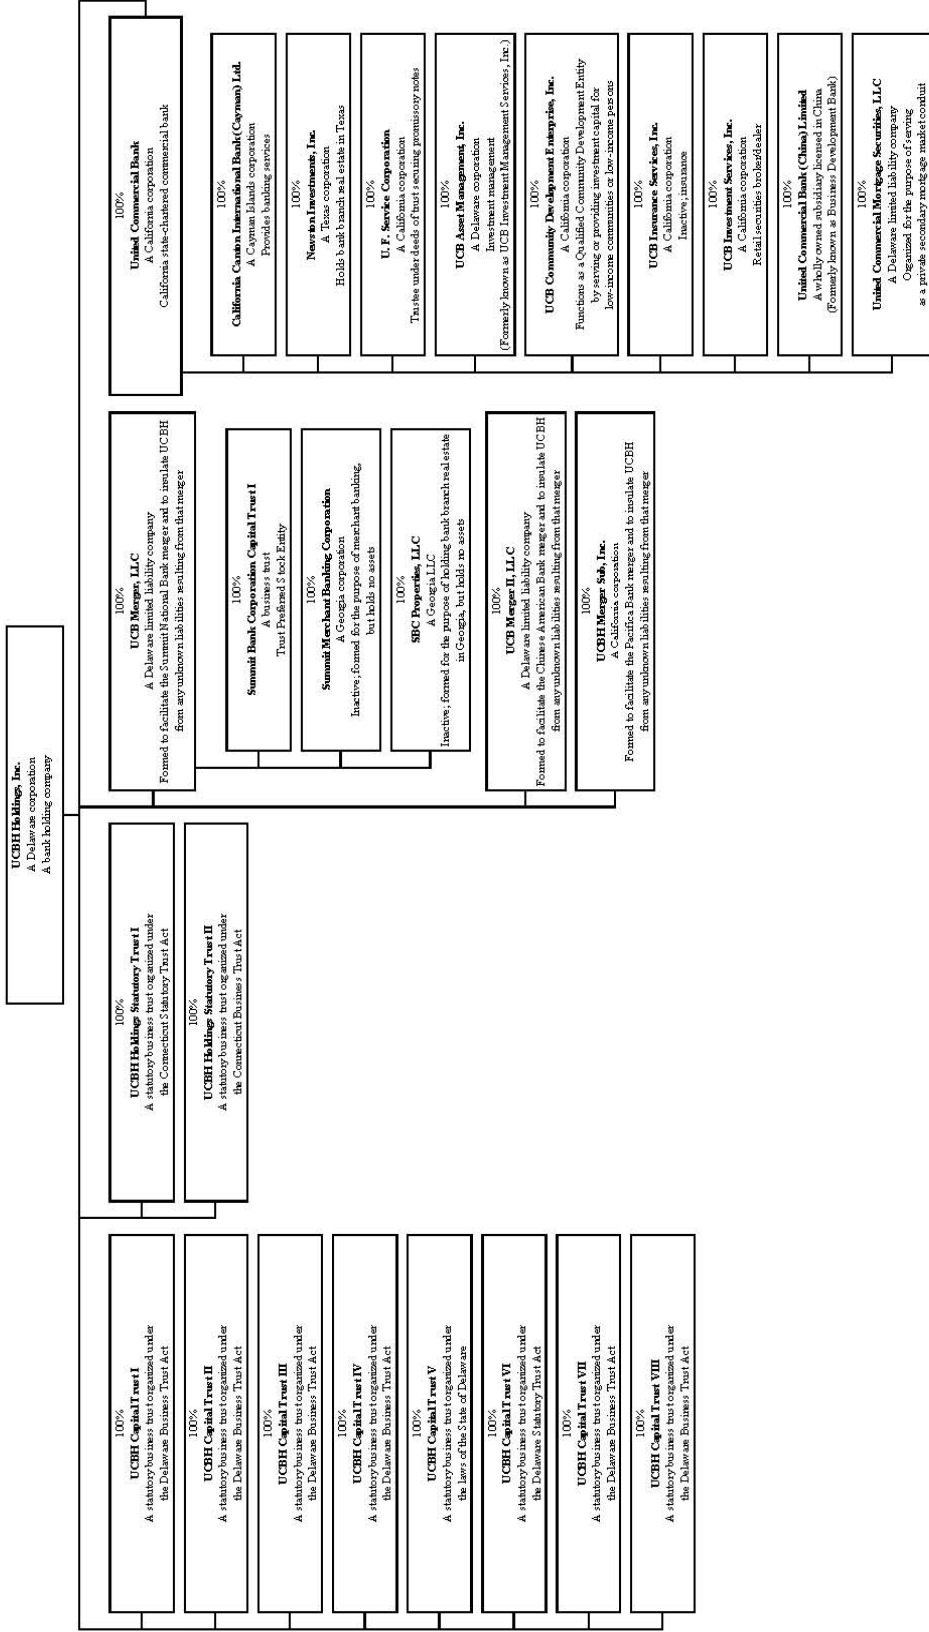 UCBH Holdings, Inc.
A Delaware corporation
A bank holding company
100%
UCBH Capital Trust I
A statutory business trust organized under
the Delaware Business Trust Act
100%
UCBH Capital Trust II
A statutory business trust organized under
the Delaware Business Trust Act
100%
UCBH Capital Trust III
A statutory business trust organized under
the Delaware Business Trust Act
100%
UCBH Capital Trust IV
A statutory business trust organized under
the Delaware Business Trust Act
100%
UCBH Capital Trust V
A statutory business trust organized under
the laws of the State of Delaware
100%
UCBH Capital Trust VI
A statutory business trust organized under
the Delaware Statutory Trust Act
100%
UCBH Capital Trust VII
A statutory business trust organized under
the Delaware Business Trust Act
100%
UCBH Capital Trust VIII
A statutory business trust organized under
the Delaware Business Trust Act
100%
UCBH Holdings Statutory Trust I
A statutory business trust organized under
the Connecticut Statutory Trust Act
100%
UCBH Holdings Statutory Trust II
A statutory business trust organized under
the Connecticut Business Trust Act
100%
UCB Merger, LLC
A Delaware limited liability company
Formed to facilitate the Summit National Bank merger and to insulate UCBH
from any unknown liabilities resulting from that merger
100%
Summit Bank Corporation Capital Trust I
A business trust
Trust Preferred Stock Entity
100%
Summit Merchant Banking Corporation
A Georgia corporation
Inactive; formed for the purpose of merchant banking,
but holds no assets
100%
SBC Properties, LLC
A Georgia LLC
Inactive; formed for the purpose of holding bank branch real estate
in Georgia, but holds no assets
100%
UCB Merger II, LLC
A Delaware limited liability company
Formed to facilitate the Chinese American Bank merger and to insulate UCBH
from any unknown liabilities resulting from that merger
100%
UCBH Merger Sub, Inc.
A California corporation
Formed to facilitate the Pacifica Bank merger and to insulate UCBH
from any unknown liabilities resulting from that merger
100%
United Commercial Bank
A California corporation
California state-chartered commercial bank
100%
California Canton International Bank (Cayman) Ltd.
A Cayman Islands corporation
Provides banking services
100%
Newston Investments, Inc.
A Texas corporation
Holds bank branch real estate in Texas
100%
U. F. Service Corporation
A California corporation
Trustee under deeds of trust securing promissory notes
100%
UCB Asset Management, Inc.
A Delaware corporation
Investment management
(Formerly known as UCB Investment Management Services, Inc.)
100%
UCB Community Development Enterprise, Inc.
A California corporation
Functions as a Qualified Community Development Entity
by serving or providing investment capital for
low-income communities or low-income persons
100%
UCB Insurance Services, Inc.
A California corporation
Inactive; insurance
100%
UCB Investment Services, Inc.
A California corporation
Retail securities broker/dealer
100%
United Commercial Bank (China) Limited
A wholly owned subsidiary licensed in China
(Formerly known as Business Development Bank)
100%
United Commercial Mortgage Securities, LLC
A Delaware limited liability company
Organized for the purpose of serving
as a private secondary mortgage market conduit